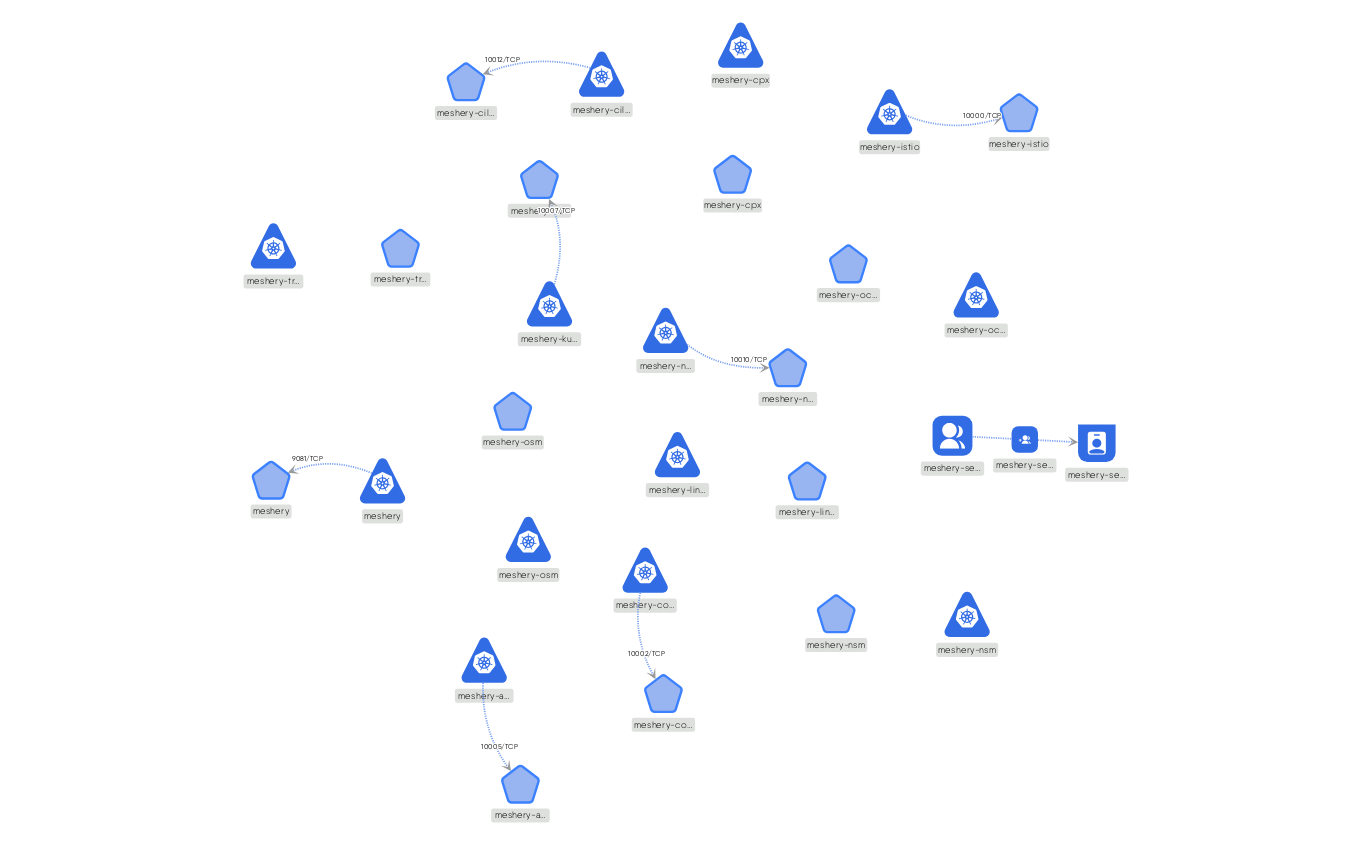 meshery-cpx
10012/TCP
meshery-cil...
meshery-cil...
10000/TCP
meshery-istio
meshery-istio
meshery-cpx
10007/TCP
meshery-tr...
meshery-tr...
meshery-oc...
meshery-oc...
meshery-ku...
10010/TCP
meshery-n...
meshery-n...
meshery-osm
meshery-se...
meshery-se...
meshery-se...
9081/TCP
meshery
meshery
meshery-lin...
meshery-lin...
meshery-osm
meshery-co...
meshery-nsm
meshery-nsm
10002/TCP
meshery-a...
meshery-co...
10005/TCP
meshery-a...